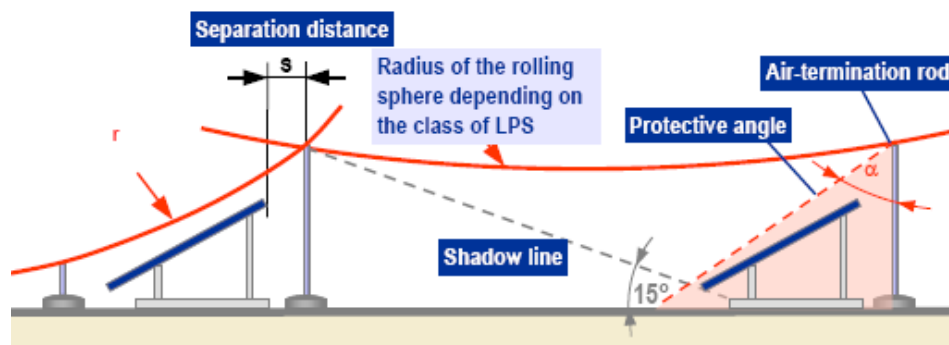 Separation distance
s
Radius of the rolling
sphere depending on
the class of LPS
Air-termination rod
Protective angle
r
α
Shadow line
15°